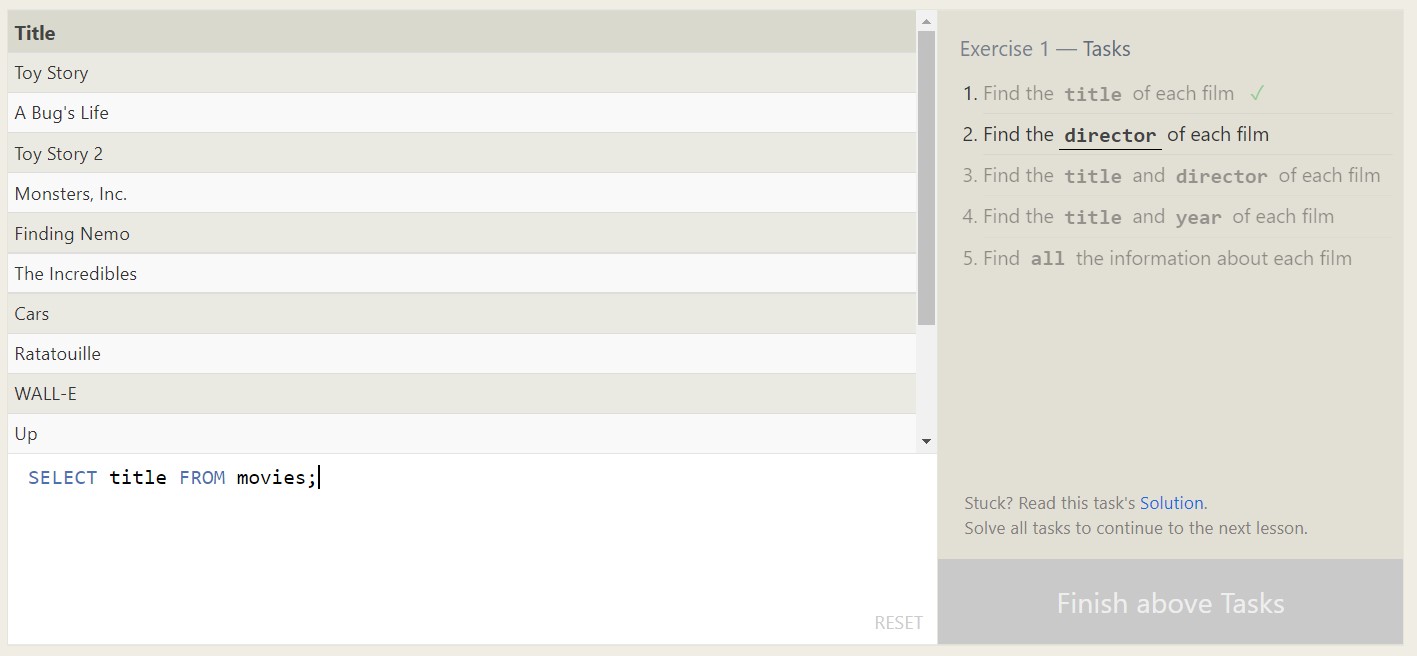 Title
Toy Story
A Bug's Life
Toy Story 2
Monsters, Inc.
Finding Nemo
The Incredibles
Cars
Ratatouille
WALL-E
Up
SELECT title FROM movies;
RESET
Exercise 1 — Tasks
1. Find the title of each film ✓
2. Find the director of each film
3. Find the title and director of each film
4. Find the title and year of each film
5. Find all the information about each film
Stuck? Read this task's Solution.
Solve all tasks to continue to the next lesson.
Finish above Tasks